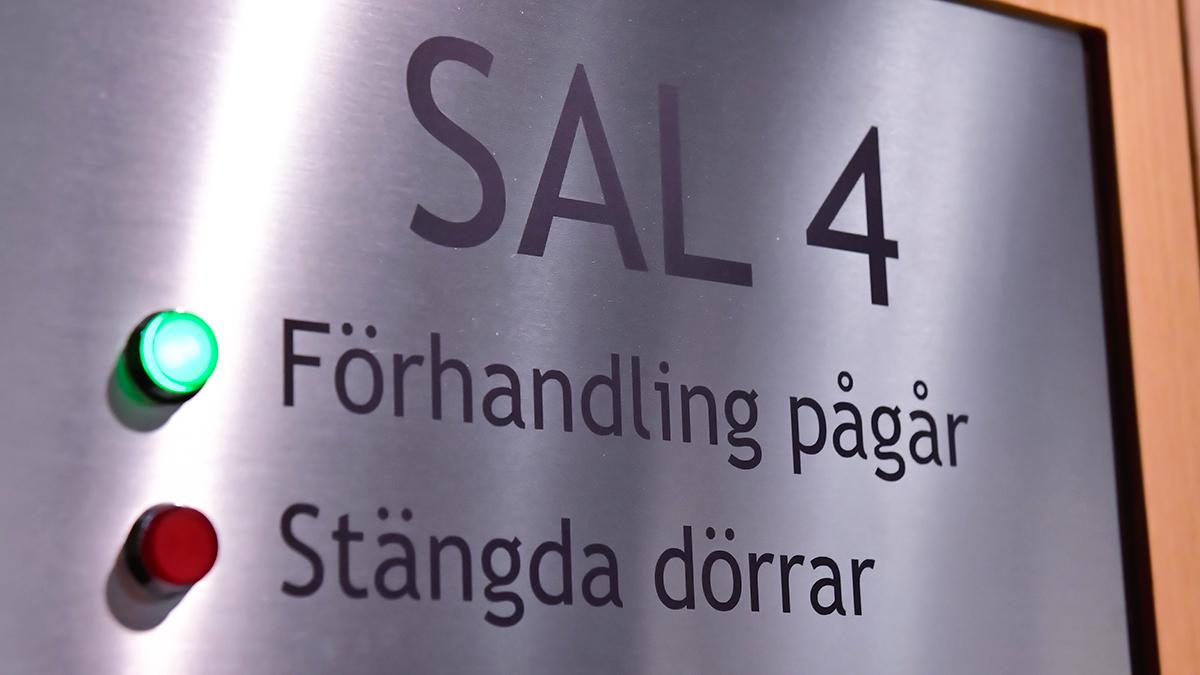 SAL 4
Förhandling pågår
Stängda dörrar